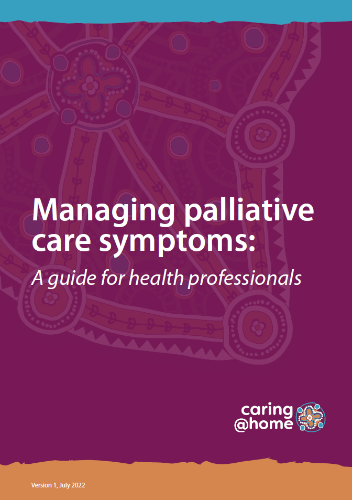 Managing palliative
care symptoms:
A guide for health professionals
caring
@home
Version 1, July 2022